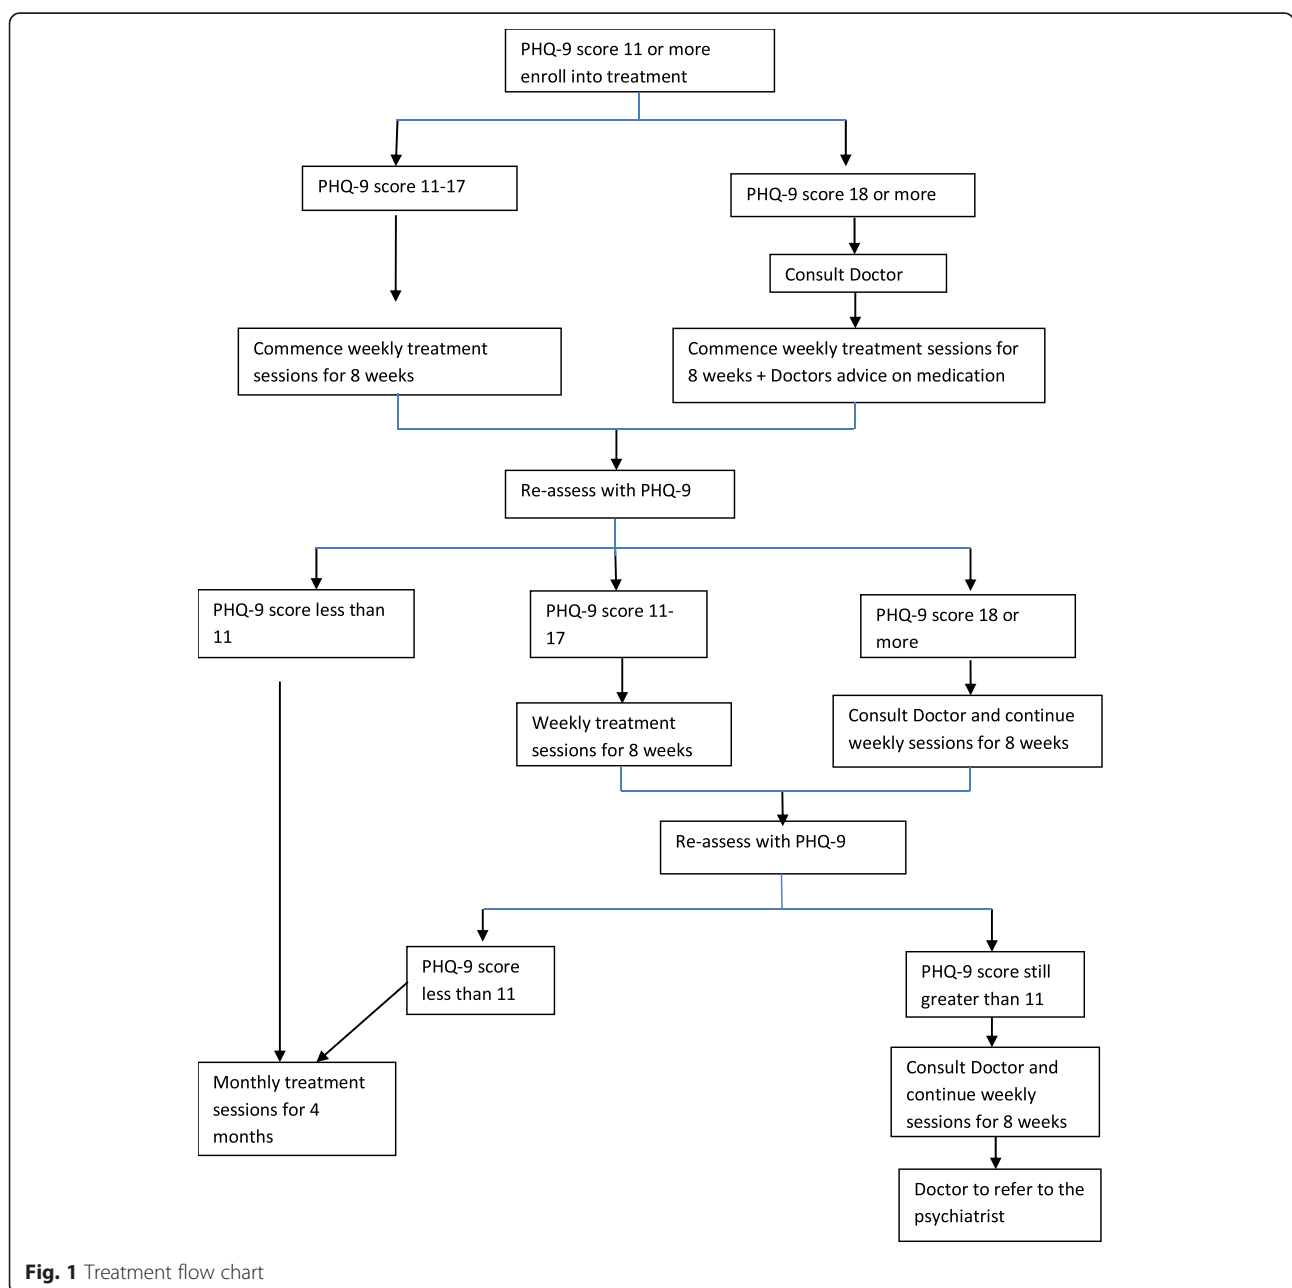 PHQ-9 score 11 or more
enroll into treatment
PHQ-9 score 11-17
PHQ-9 score 18 or more
Consult Doctor
Commence weekly treatment
sessions for 8 weeks
Commence weekly treatment sessions for
8 weeks + Doctors advice on medication
Re-assess with PHQ-9
PHQ-9 score less than
11
PHQ-9 score 11-
17
PHQ-9 score 18 or
more
Weekly treatment
sessions for 8 weeks
Consult Doctor and continue
weekly sessions for 8 weeks
Re-assess with PHQ-9
PHQ-9 score
less than 11
PHQ-9 score still
greater than 11
Monthly treatment
sessions for 4
months
Consult Doctor and
continue weekly
sessions for 8 weeks
Doctor to refer to the
psychiatrist
Fig. 1 Treatment flow chart